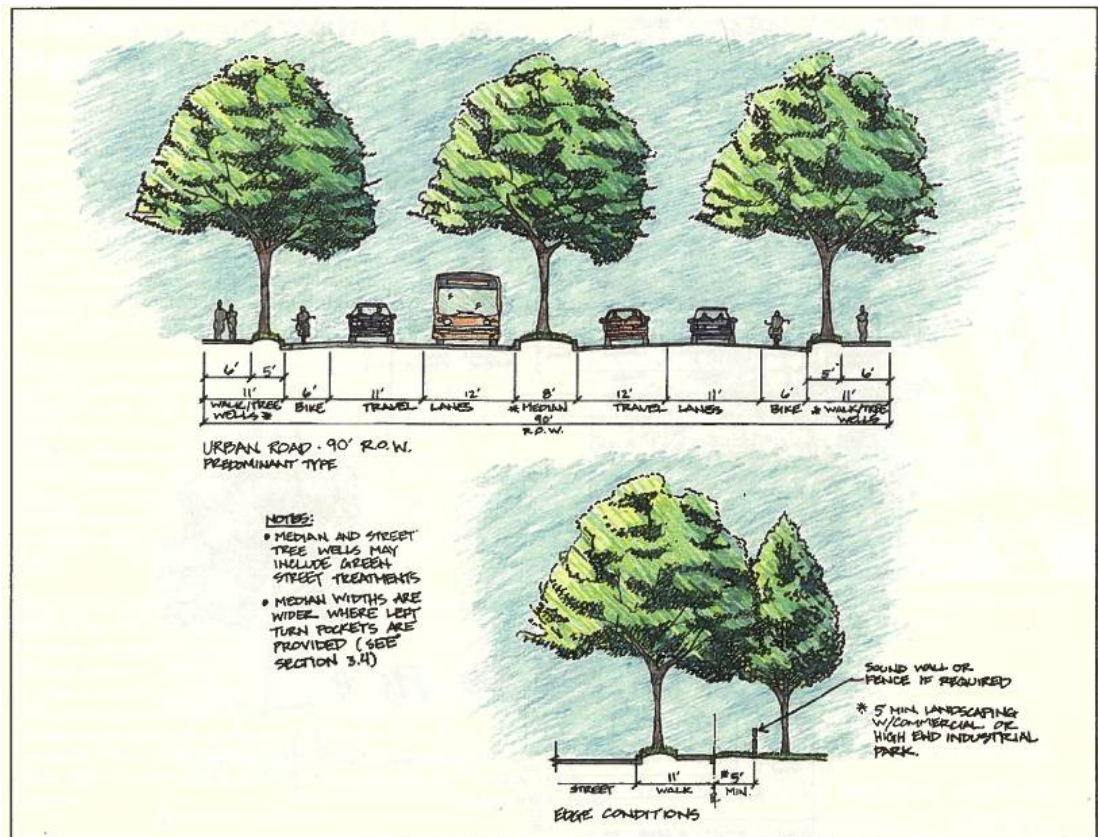 6' 5' 5' 6'
11' 6' 11' 12' 8' 12' 11' 6' 11'
WALK/TREE WELLS * BIKE TRAVEL LANES * MEDIAN TRAVEL LANES BIKE * WALK/TREE WELLS
90'
R.O.W.
URBAN ROAD · 90' R.O.W.
PREDOMINANT TYPE
NOTES:
• MEDIAN AND STREET
TREE WELLS MAY
INCLUDE GREEN
STREET TREATMENTS
• MEDIAN WIDTHS ARE
WIDER WHERE LEFT
TURN POCKETS ARE
PROVIDED (SEE
SECTION 3.4)
SOUND WALL OR
FENCE IF REQUIRED
* 5 MIN. LANDSCAPING
W/COMMERCIAL OR
HIGH END INDUSTRIAL
PARK.
11' * 5'
STREET WALK MIN.
EDGE CONDITIONS